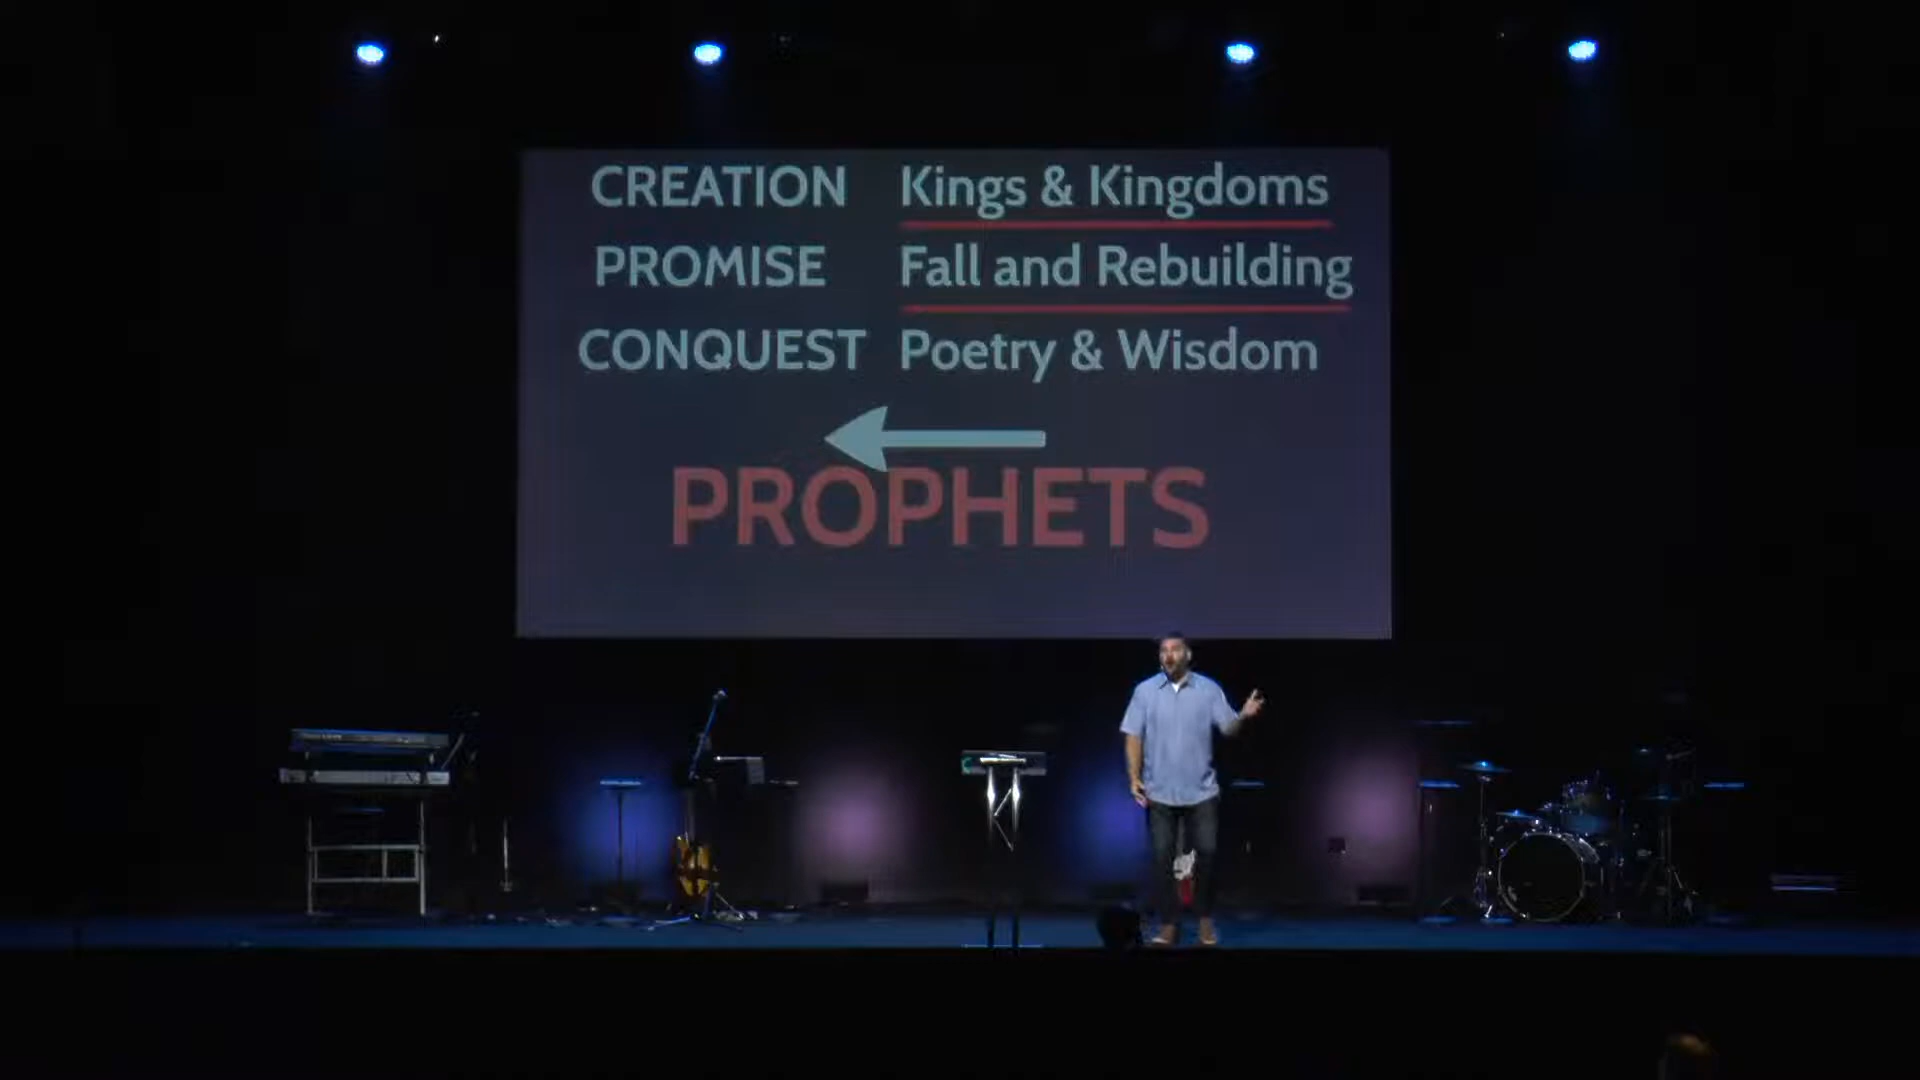 CREATION Kings & Kingdoms
PROMISE Fall and Rebuilding
CONQUEST Poetry & Wisdom
PROPHETS